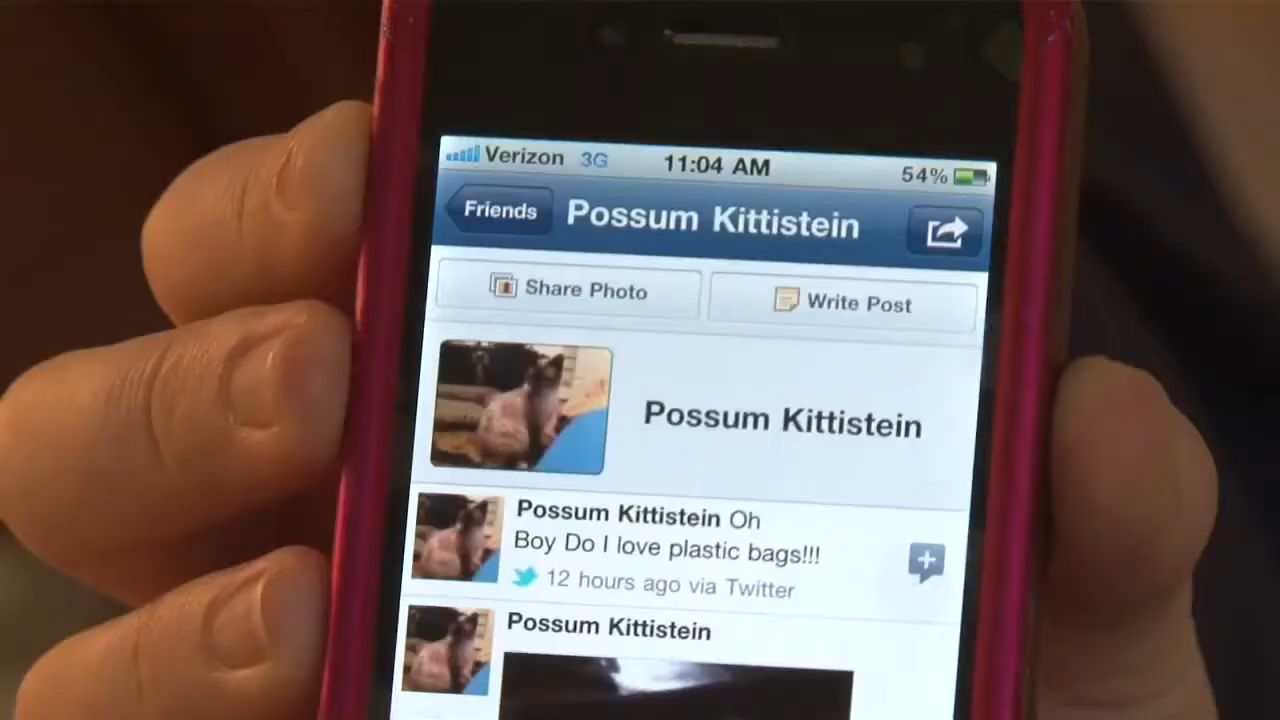 Verizon 3G 11:04 AM 54%
Friends Possum Kittistein
Share Photo Write Post
Possum Kittistein
Possum Kittistein Oh
Boy Do I love plastic bags!!!
12 hours ago via Twitter
Possum Kittistein